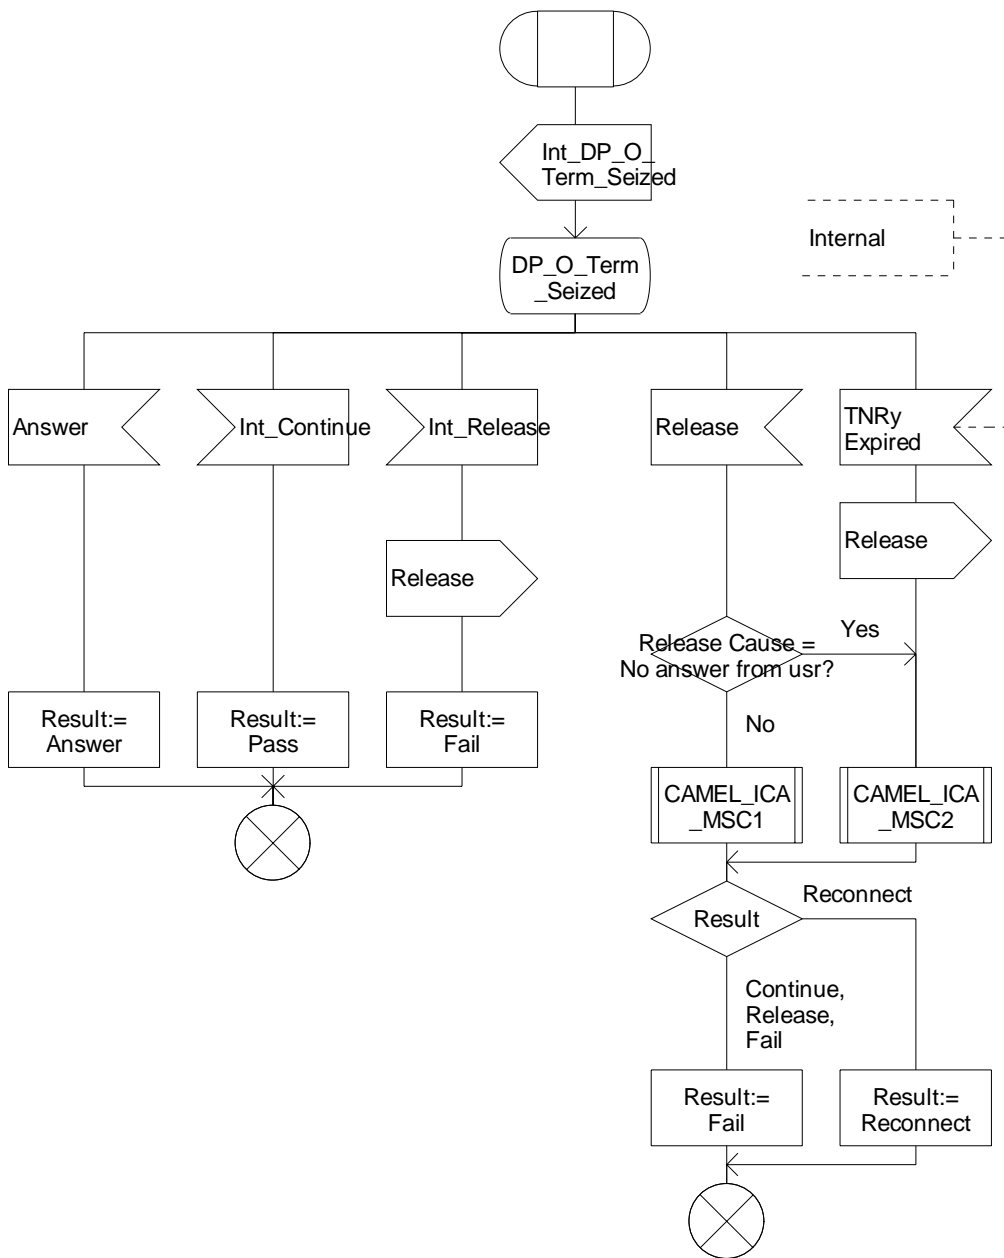 Int_DP_O_
Term_Seized
Internal
DP_O_Term
_Seized
Answer
Int_Continue
Int_Release
Release
TNRy
Expired
Release
Release
Release Cause =
No answer from usr?
Yes
No
Result:=
Answer
Result:=
Pass
Result:=
Fail
CAMEL_ICA
_MSC1
CAMEL_ICA
_MSC2
Result
Reconnect
Continue,
Release,
Fail
Result:=
Fail
Result:=
Reconnect